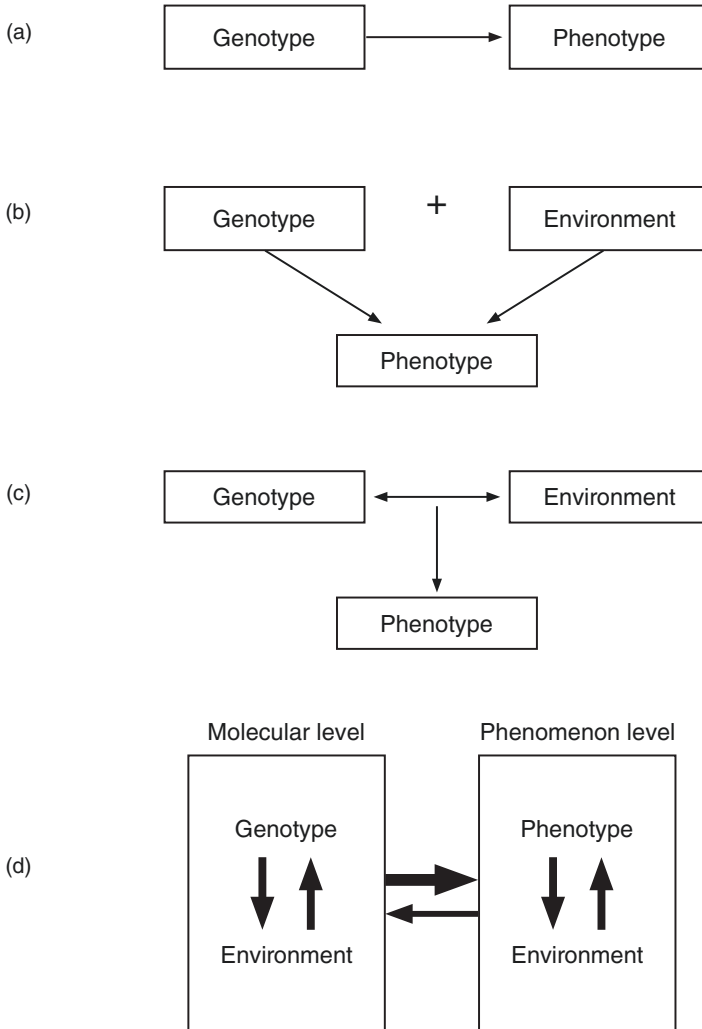 (a)
Genotype
Phenotype
(b)
Genotype
+
Environment
Phenotype
(c)
Genotype
Environment
Phenotype
(d)
Molecular level
Phenomenon level
Genotype
Phenotype
Environment
Environment